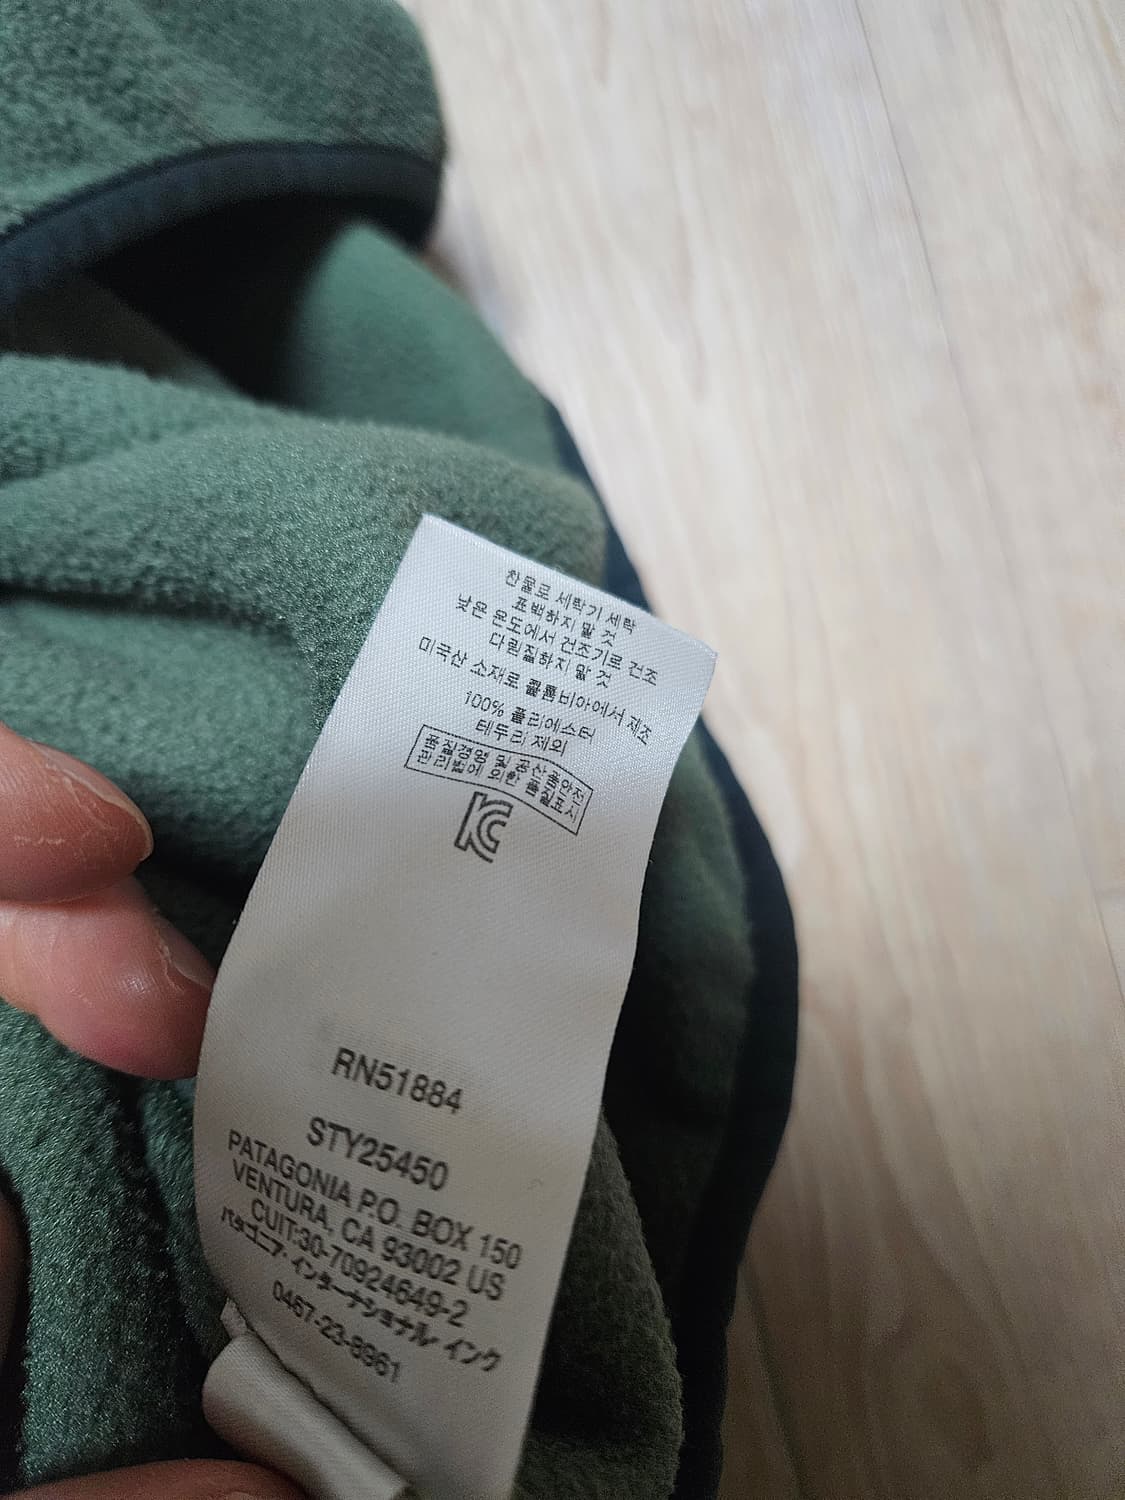 찬물로 세탁기 세탁
표백하지 말 것
낮은 온도에서 건조기로 건조
다림질하지 말 것
미국산 소재로 콜롬비아에서 제조
100% 폴리에스터
테두리 제외
품질경영 및 공산품안전
관리법에 의한 품질표시
KC
RN51884
STY25450
PATAGONIA P.O. BOX 150
VENTURA, CA 93002 US
CUIT:30-70924649-2
パタゴニア・インターナショナル インク
0467-23-8961